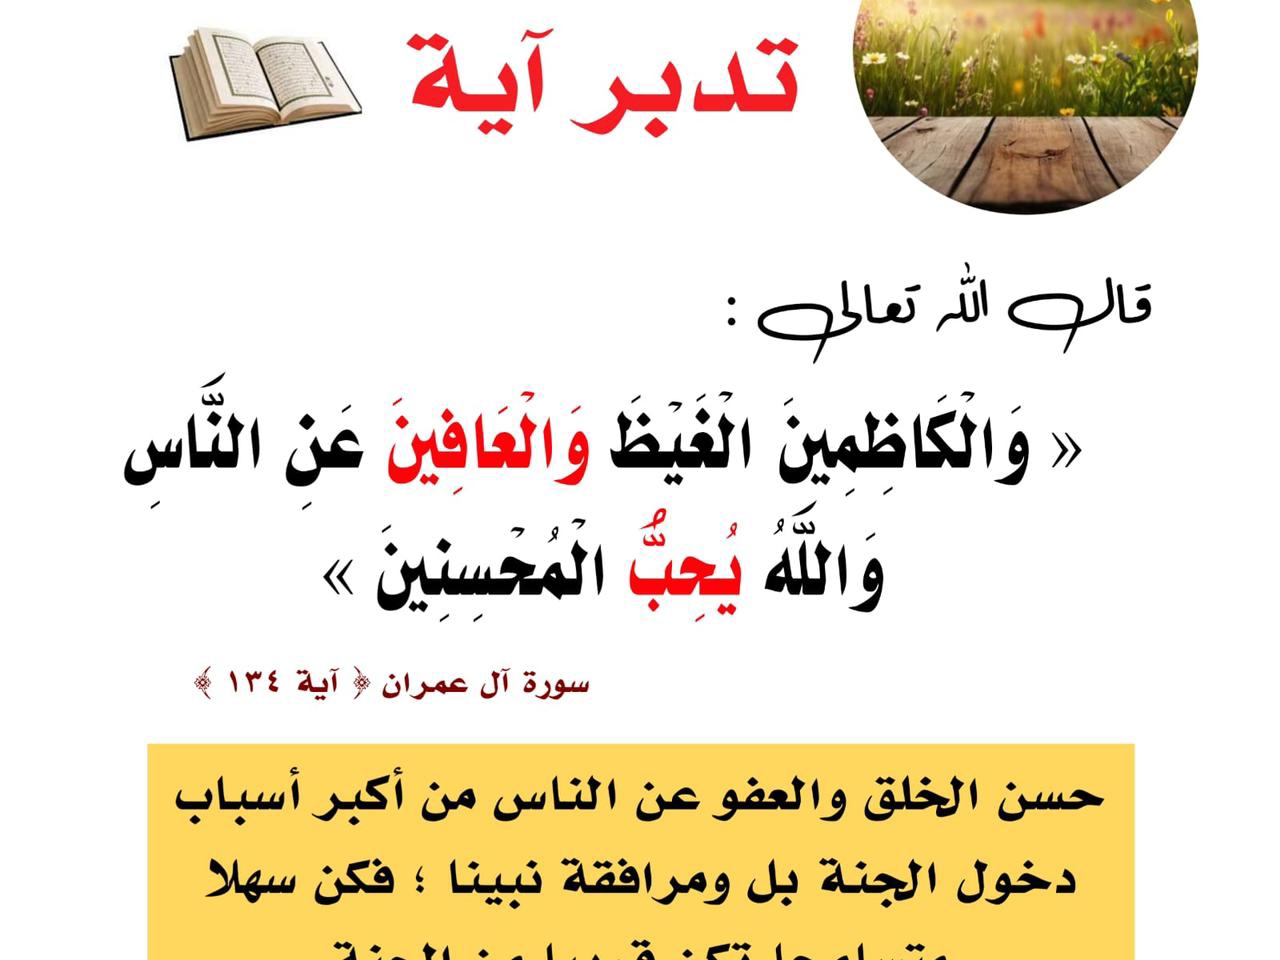 تدبر آية
قال الله تعالى :
« وَالْكَاظِمِينَ الْغَيْظَ وَالْعَافِينَ عَنِ النَّاسِ
وَاللَّهُ يُحِبُّ الْمُحْسِنِينَ »
سورة آل عمران ﴿ آية ١٣٤ ﴾
حسن الخلق والعفو عن الناس من أكبر أسباب
دخول الجنة بل ومرافقة نبينا ؛ فكن سهلا